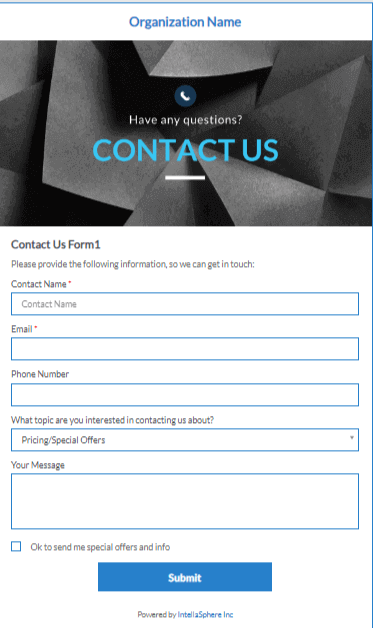 Organization Name
Have any questions?
CONTACT US
Contact Us Form1
Please provide the following information, so we can get in touch:
Contact Name *
Contact Name
Email *
Phone Number
What topic are you interested in contacting us about?
Pricing/Special Offers
Your Message
Ok to send me special offers and info
Submit
Powered by IntellaSphere Inc